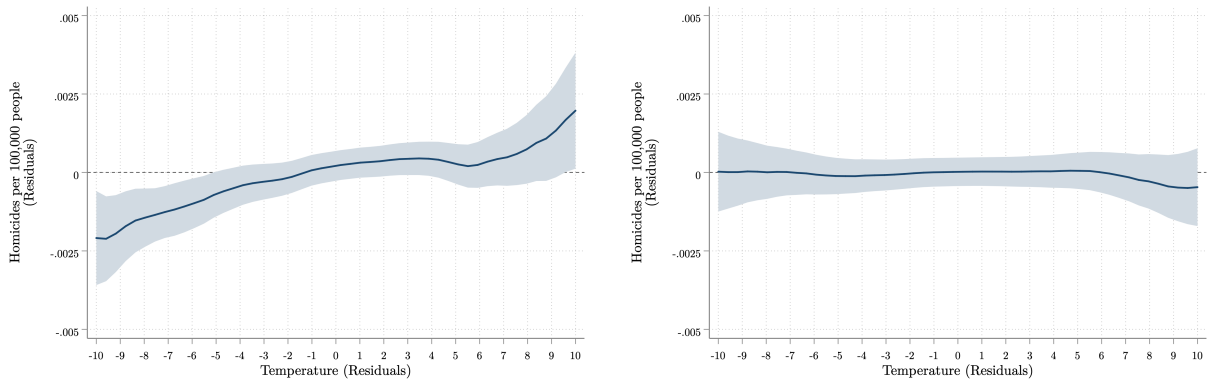 .005
.0025
0
-.0025
-.005
Homicides per 100,000 people
(Residuals)
-10 -9 -8 -7 -6 -5 -4 -3 -2 -1 0 1 2 3 4 5 6 7 8 9 10
Temperature (Residuals)
.005
.0025
0
-.0025
-.005
Homicides per 100,000 people
(Residuals)
-10 -9 -8 -7 -6 -5 -4 -3 -2 -1 0 1 2 3 4 5 6 7 8 9 10
Temperature (Residuals)